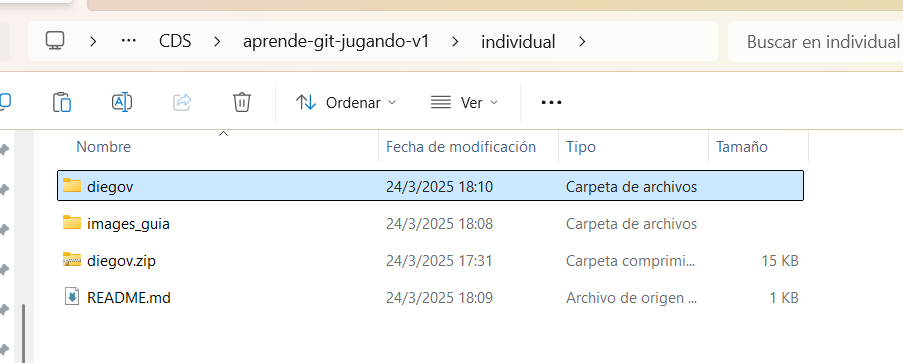 CDS aprende-git-jugando-v1 individual Buscar en individual
Ordenar Ver
Nombre Fecha de modificación Tipo Tamaño
diegov 24/3/2025 18:10 Carpeta de archivos
images_guia 24/3/2025 18:08 Carpeta de archivos
diegov.zip 24/3/2025 17:31 Carpeta comprimi... 15 KB
README.md 24/3/2025 18:09 Archivo de origen ... 1 KB